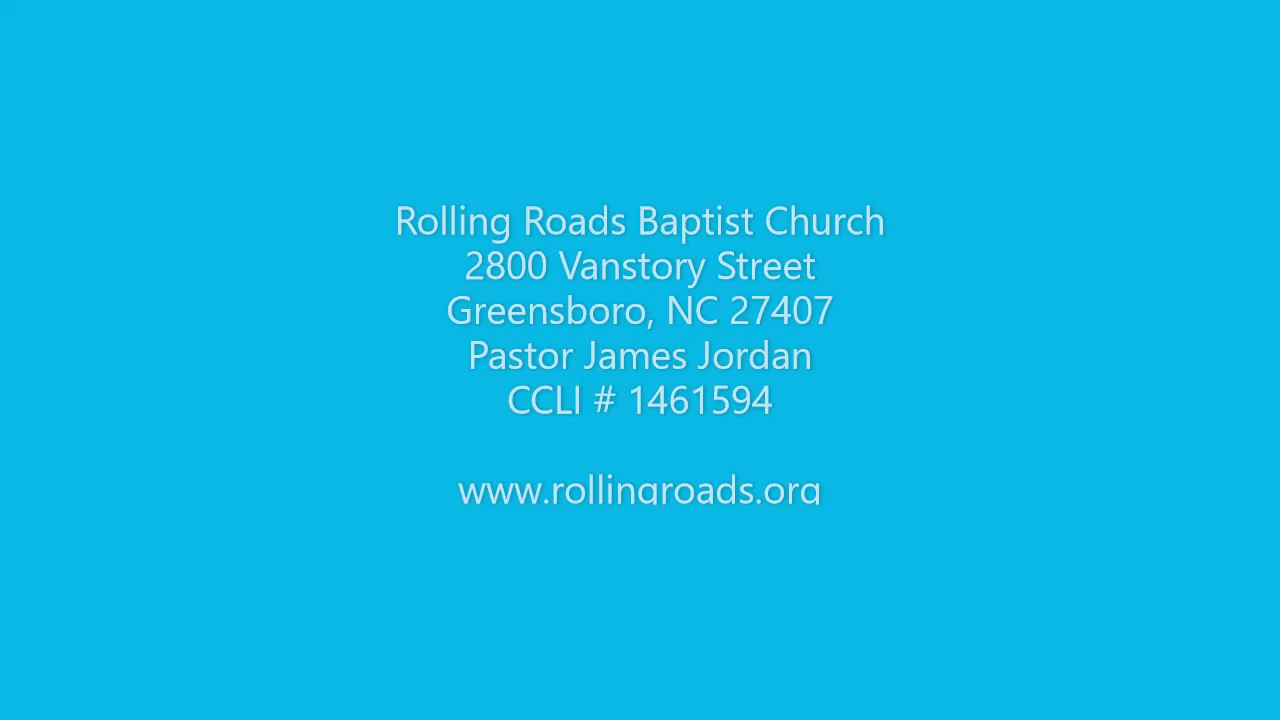 Rolling Roads Baptist Church
2800 Vanstory Street
Greensboro, NC 27407
Pastor James Jordan
CCLI # 1461594
www.rollingroads.org